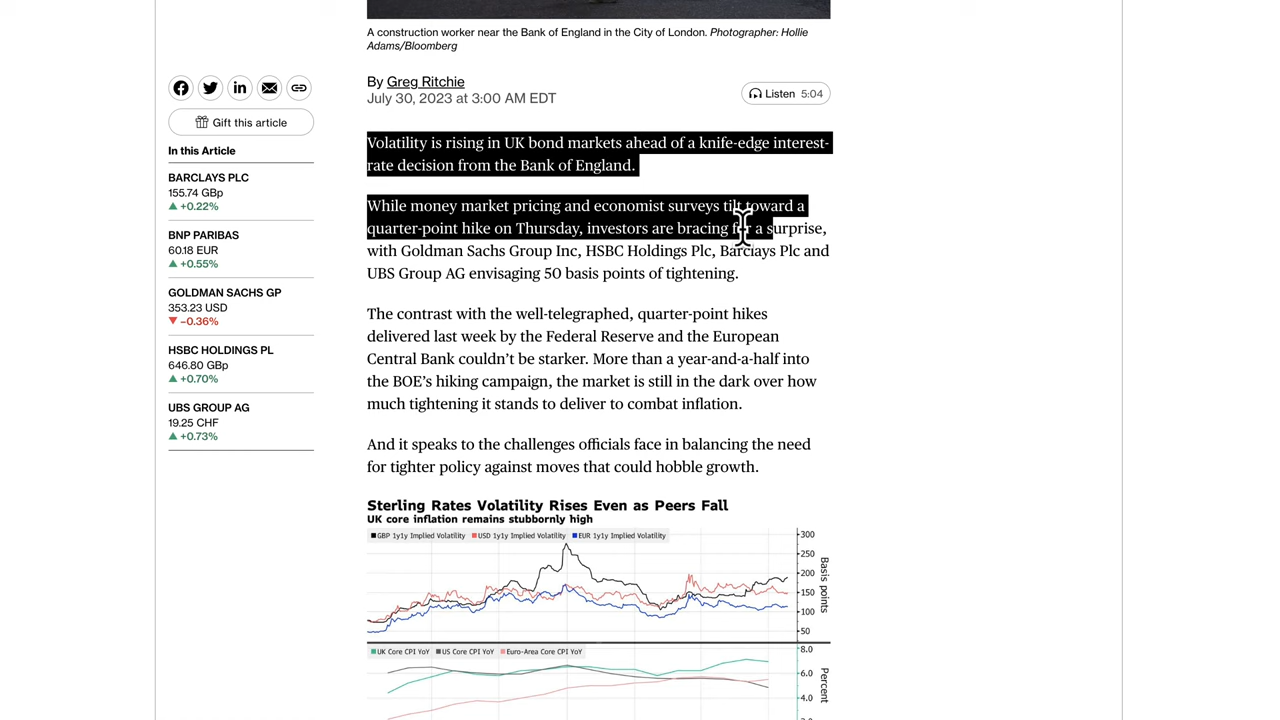 A construction worker near the Bank of England in the City of London. Photographer: Hollie
Adams/Bloomberg
By Greg Ritchie
July 30, 2023 at 3:00 AM EDT
Listen 5:04
Gift this article
In this Article
BARCLAYS PLC
155.74 GBp
+0.22%
BNP PARIBAS
60.18 EUR
+0.55%
GOLDMAN SACHS GP
353.23 USD
–0.36%
HSBC HOLDINGS PL
646.80 GBp
+0.70%
UBS GROUP AG
19.25 CHF
+0.73%
Volatility is rising in UK bond markets ahead of a knife-edge interest-
rate decision from the Bank of England.
While money market pricing and economist surveys tilt toward a
quarter-point hike on Thursday, investors are bracing for a surprise,
with Goldman Sachs Group Inc, HSBC Holdings Plc, Barclays Plc and
UBS Group AG envisaging 50 basis points of tightening.
The contrast with the well-telegraphed, quarter-point hikes
delivered last week by the Federal Reserve and the European
Central Bank couldn’t be starker. More than a year-and-a-half into
the BOE’s hiking campaign, the market is still in the dark over how
much tightening it stands to deliver to combat inflation.
And it speaks to the challenges officials face in balancing the need
for tighter policy against moves that could hobble growth.
Sterling Rates Volatility Rises Even as Peers Fall
UK core inflation remains stubbornly high
GBP 1y1y Implied Volatility USD 1y1y Implied Volatility EUR 1y1y Implied Volatility
300
250
200
150
100
50
Basis points
UK Core CPI YoY US Core CPI YoY Euro-Area Core CPI YoY
8.0
6.0
4.0
Percent